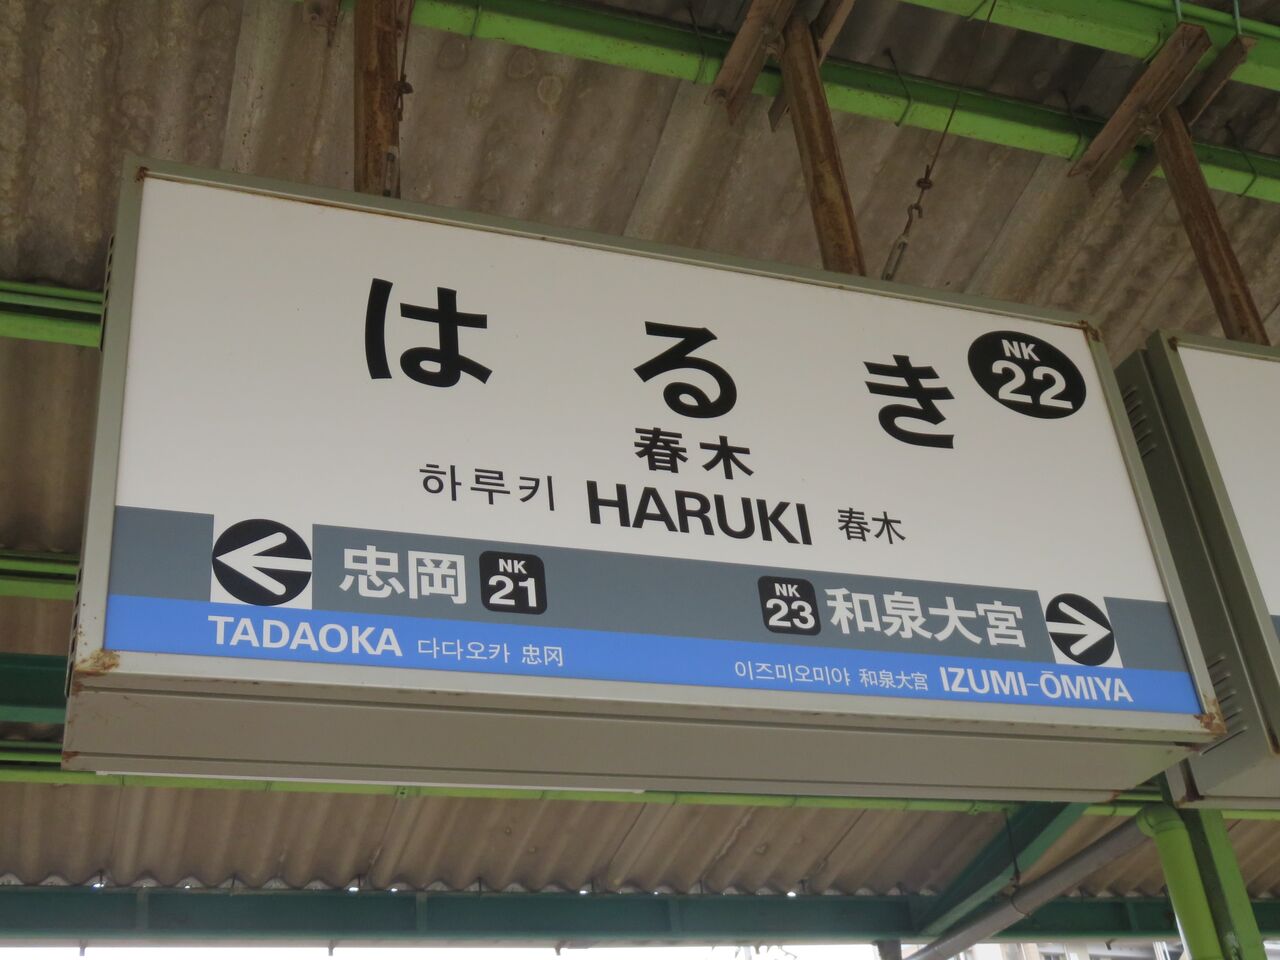 はるき
NK 22
春木
하루키 HARUKI 春木
忠岡 NK 21
NK 23 和泉大宮
TADAOKA 다다오카 忠冈
이즈미오미야 和泉大宫 IZUMI-ŌMIYA